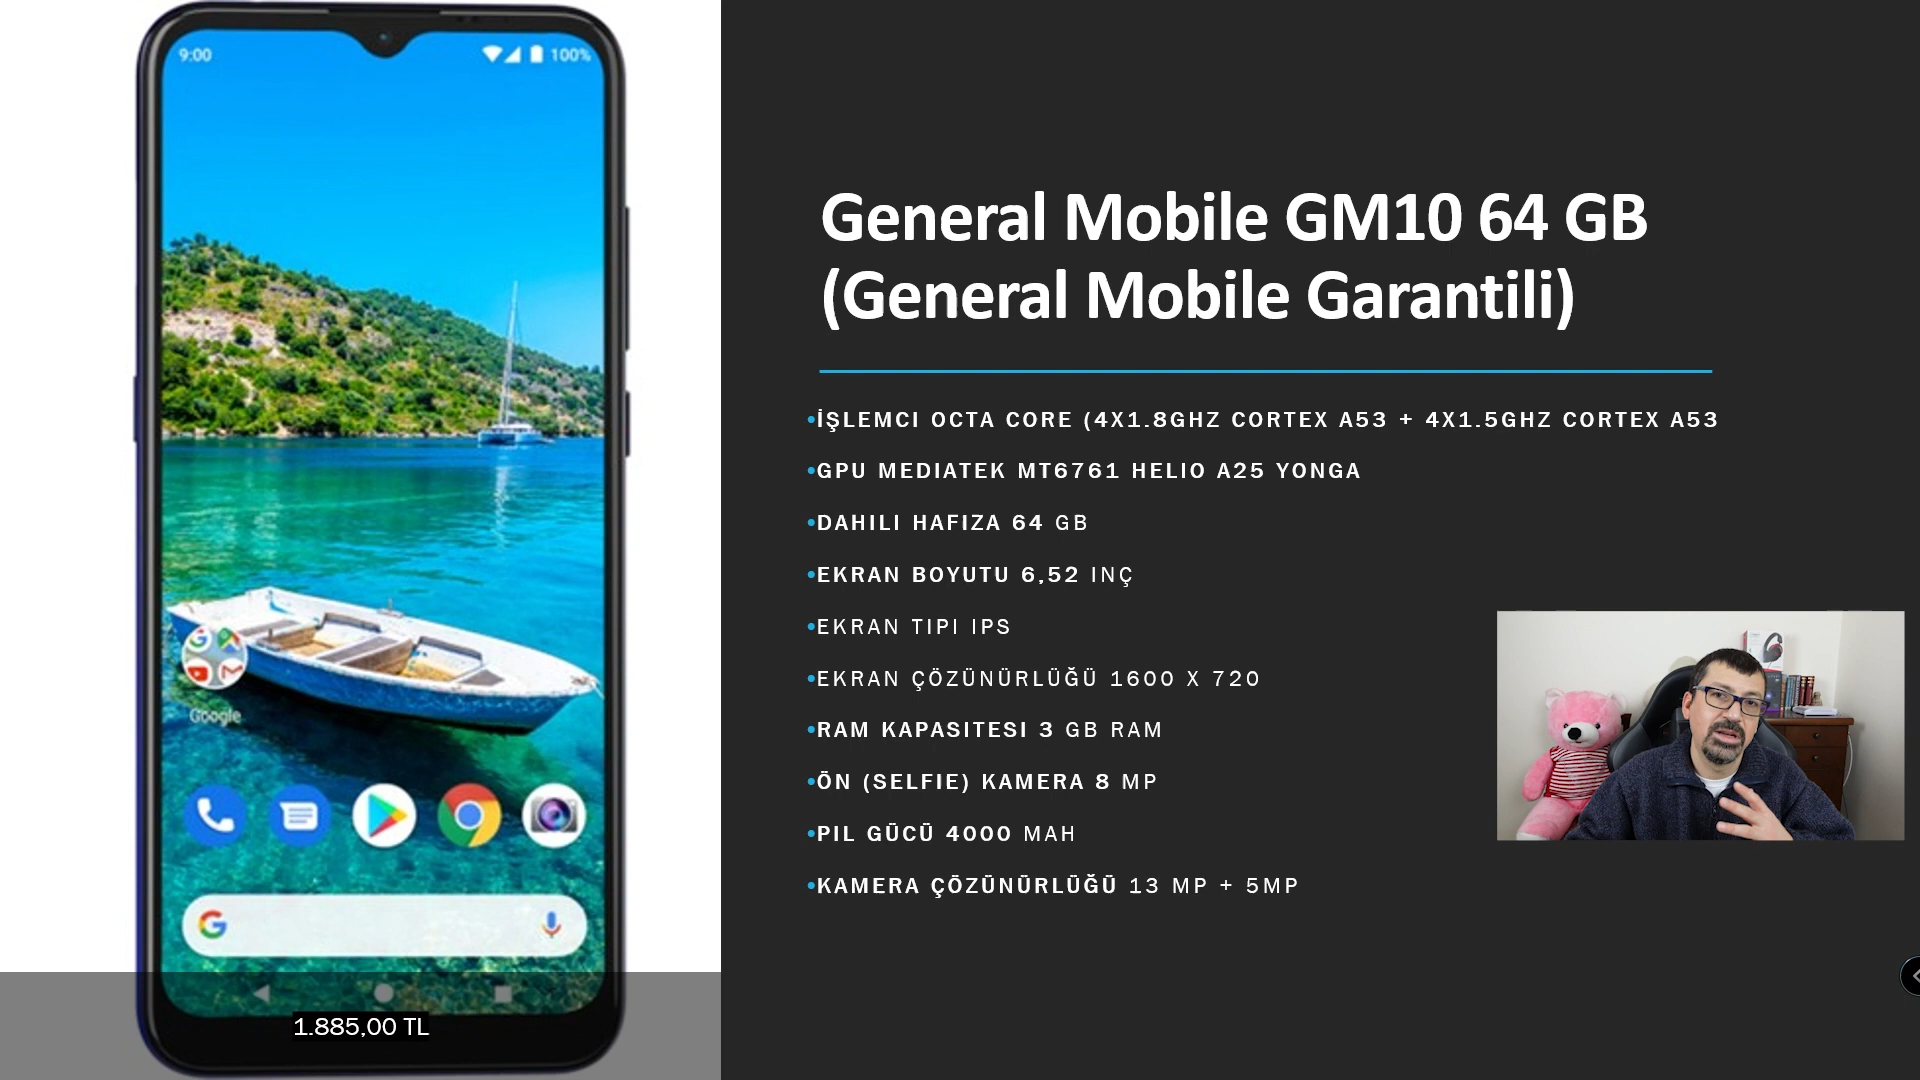 9:00
100%
Google
1.885,00 TL
General Mobile GM10 64 GB
(General Mobile Garantili)
•İŞLEMCI OCTA CORE (4X1.8GHZ CORTEX A53 + 4X1.5GHZ CORTEX A53
•GPU MEDIATEK MT6761 HELIO A25 YONGA
•DAHILI HAFIZA 64 GB
•EKRAN BOYUTU 6,52 INÇ
•EKRAN TIPI IPS
•EKRAN ÇÖZÜNÜRLÜĞÜ 1600 X 720
•RAM KAPASITESI 3 GB RAM
•ÖN (SELFIE) KAMERA 8 MP
•PIL GÜCÜ 4000 MAH
•KAMERA ÇÖZÜNÜRLÜĞÜ 13 MP + 5MP